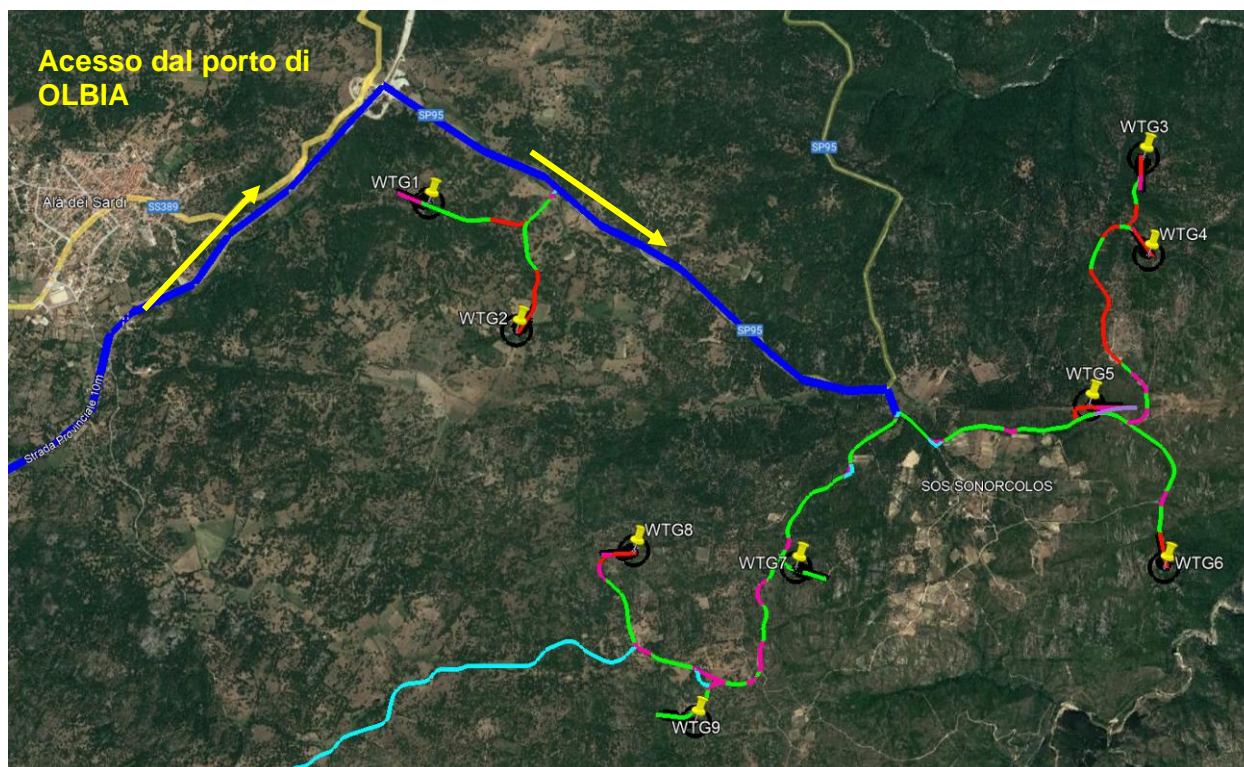 Acesso dal porto di
OLBIA
SP95
WTG3
SP95
WTG1
Alà dei Sardi
SS389
WTG4
WTG2
SP95
WTG5
Strada Provinciale 10m
SOS SONORCOLOS
WTG8
WTG7
WTG6
WTG9